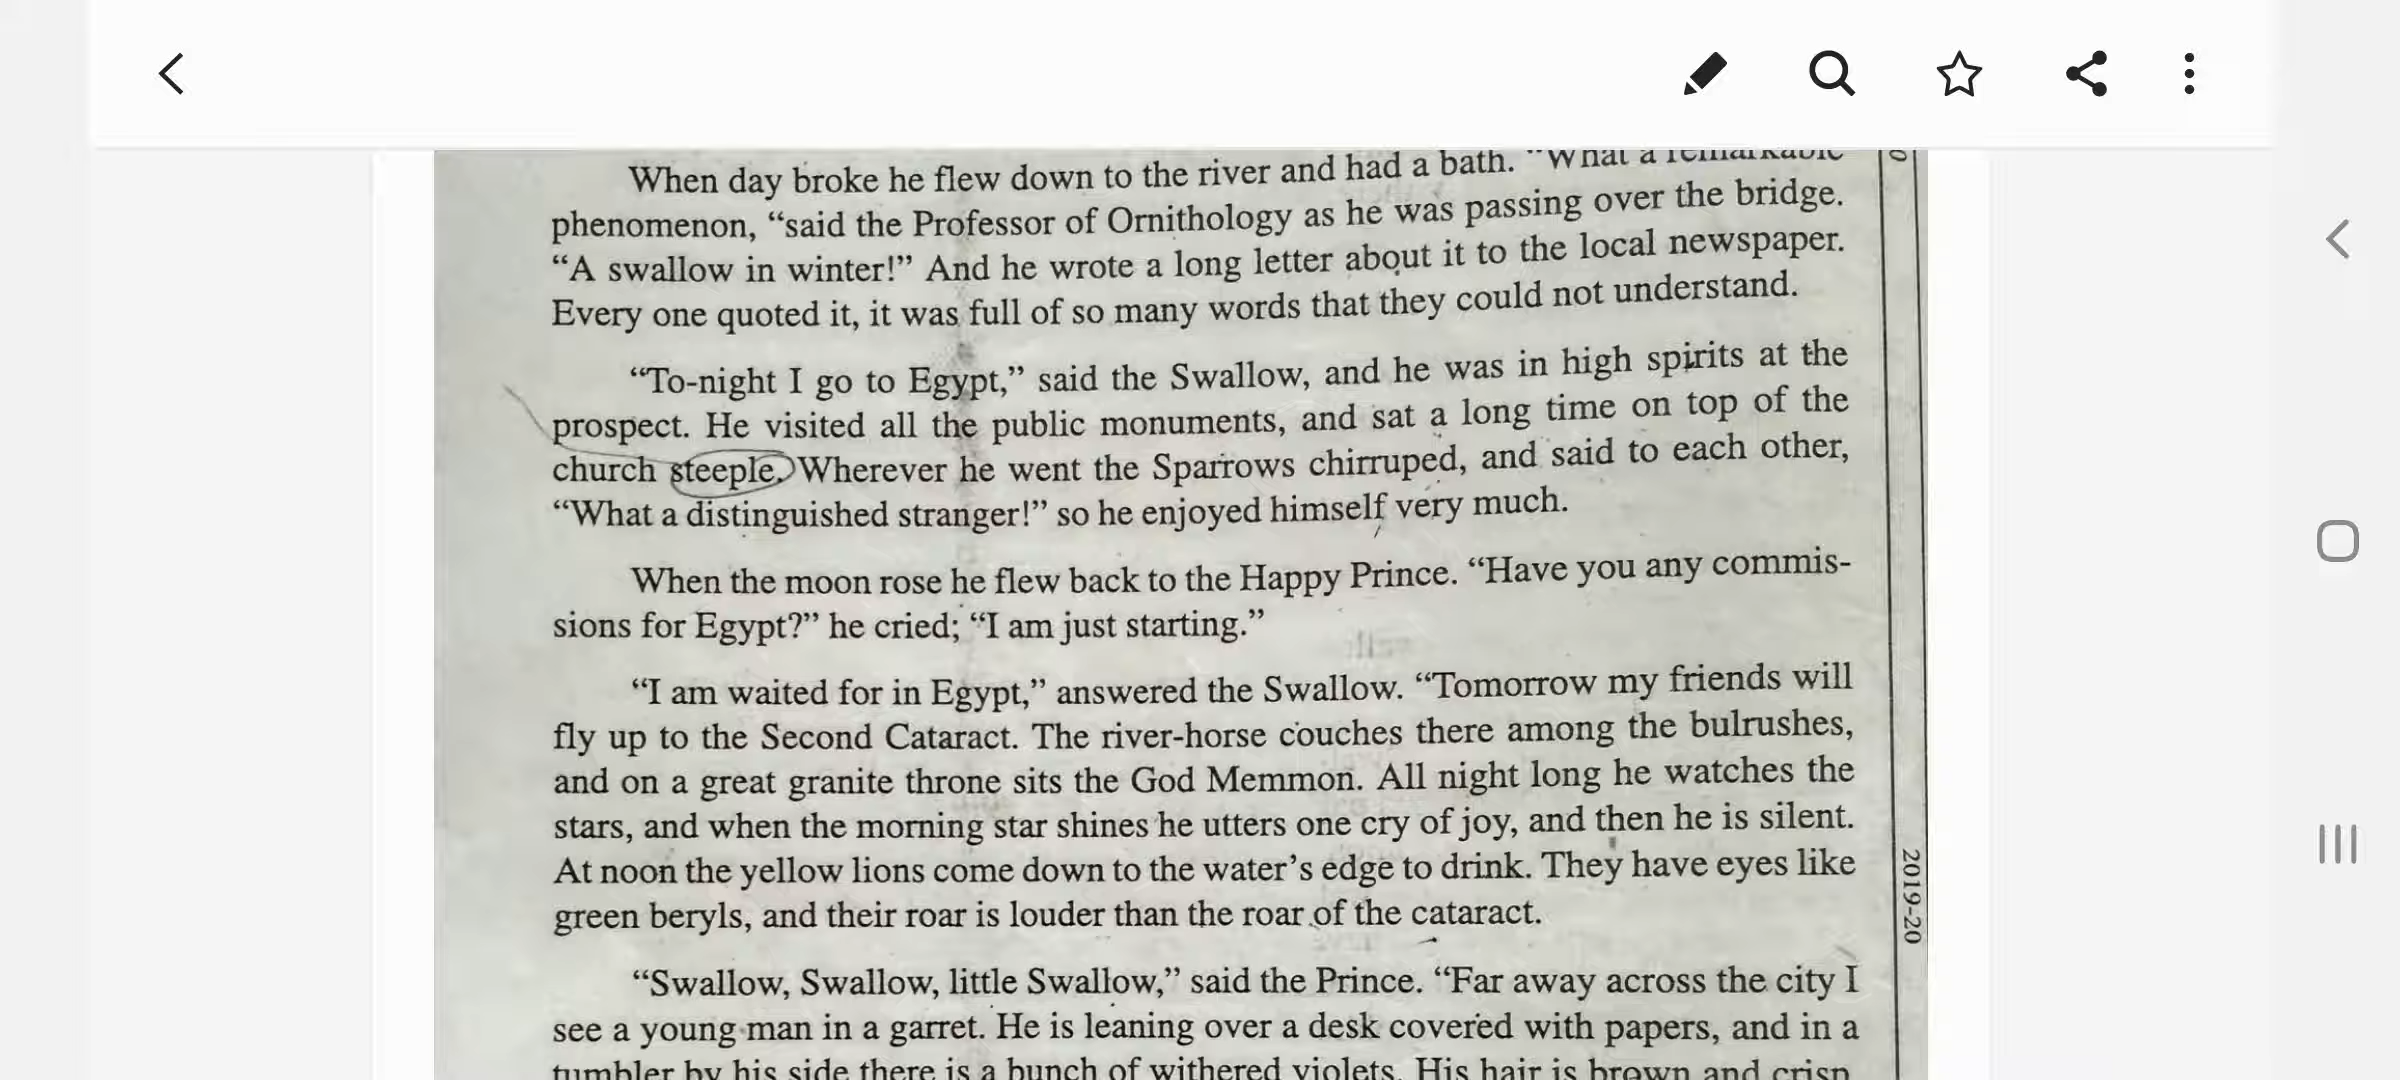 When day broke he flew down to the river and had a bath. "What a remarkable
phenomenon, "said the Professor of Ornithology as he was passing over the bridge.
"A swallow in winter!" And he wrote a long letter about it to the local newspaper.
Every one quoted it, it was full of so many words that they could not understand.
"To-night I go to Egypt," said the Swallow, and he was in high spirits at the
prospect. He visited all the public monuments, and sat a long time on top of the
church steeple. Wherever he went the Sparrows chirruped, and said to each other,
"What a distinguished stranger!" so he enjoyed himself very much.
When the moon rose he flew back to the Happy Prince. "Have you any commis-
sions for Egypt?" he cried; "I am just starting."
"I am waited for in Egypt," answered the Swallow. "Tomorrow my friends will
fly up to the Second Cataract. The river-horse couches there among the bulrushes,
and on a great granite throne sits the God Memmon. All night long he watches the
stars, and when the morning star shines he utters one cry of joy, and then he is silent.
At noon the yellow lions come down to the water's edge to drink. They have eyes like
green beryls, and their roar is louder than the roar of the cataract.
"Swallow, Swallow, little Swallow," said the Prince. "Far away across the city I
see a young man in a garret. He is leaning over a desk covered with papers, and in a
tumbler by his side there is a bunch of withered violets. His hair is brown and crisp
2019-20